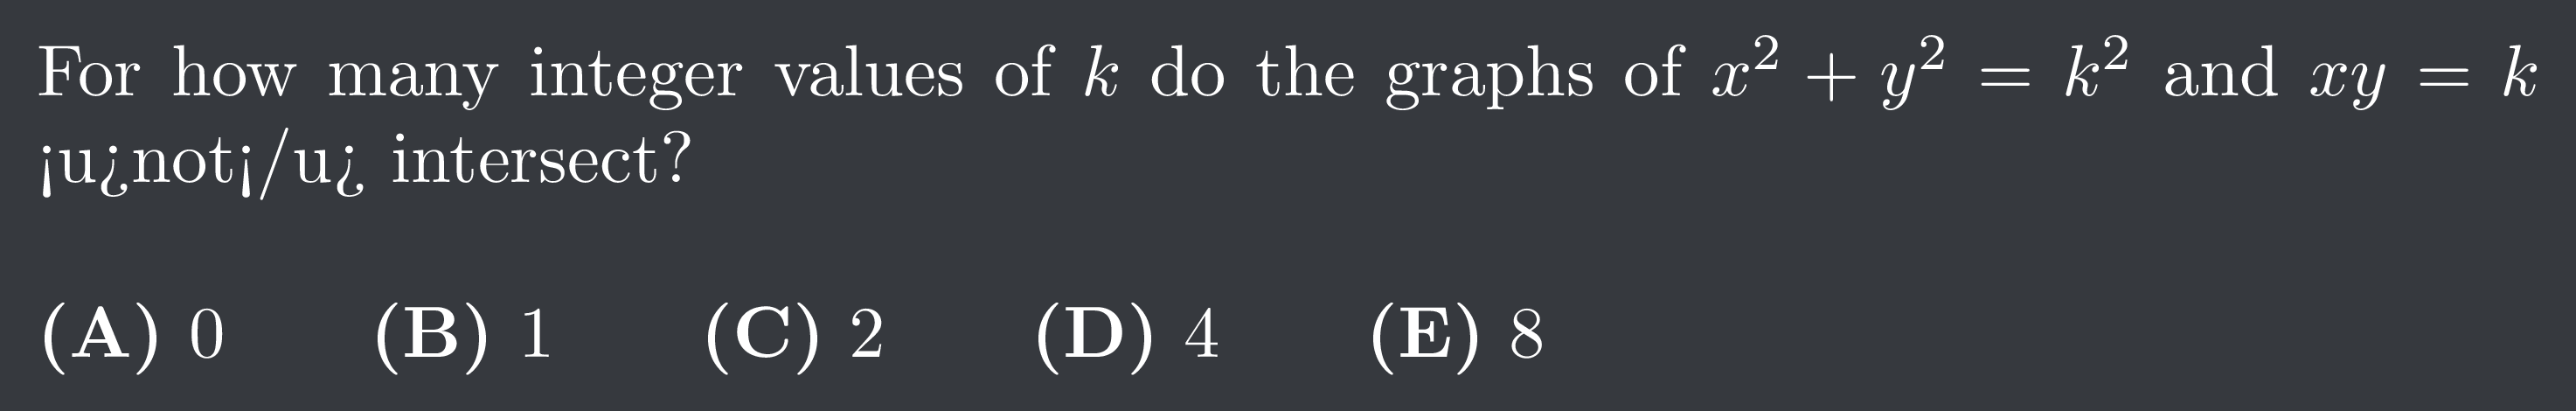 For how many integer values of k do the graphs of x² + y² = k² and xy = k
¡u¿not¡/u¿ intersect?
(A) 0 (B) 1 (C) 2 (D) 4 (E) 8